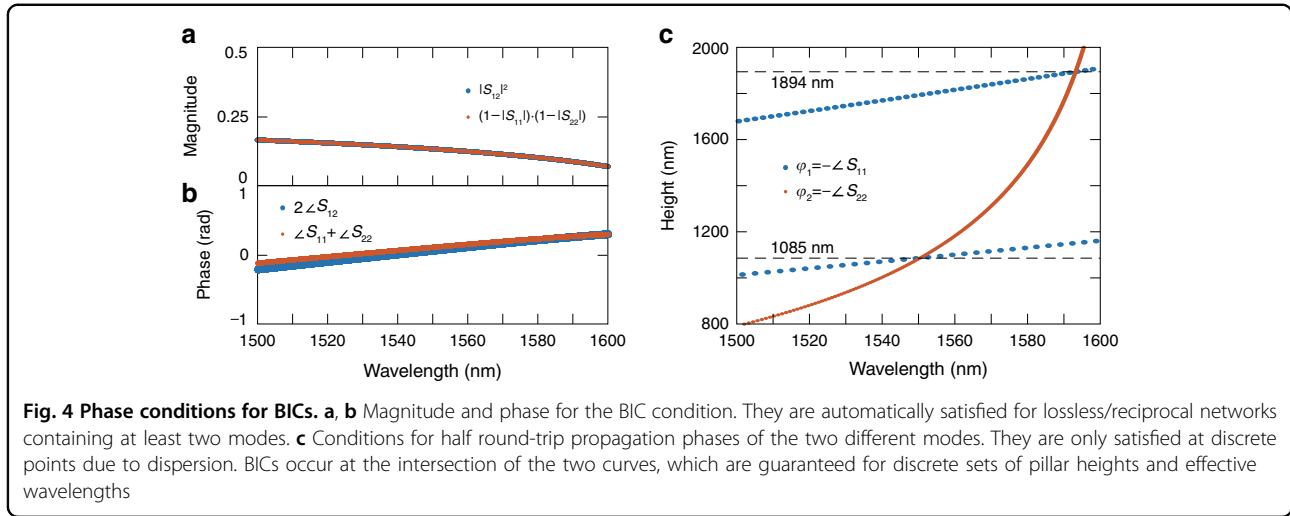 a
0.5
0.25
0
Magnitude
|S12|²
(1−|S11|)·(1−|S22|)
b
1
0
−1
Phase (rad)
2∠S12
∠S11+∠S22
1500 1520 1540 1560 1580 1600
Wavelength (nm)
c
2000
1600
1200
800
Height (nm)
1894 nm
φ1=−∠S11
φ2=−∠S22
1085 nm
1500 1520 1540 1560 1580 1600
Wavelength (nm)
Fig. 4 Phase conditions for BICs. a, b Magnitude and phase for the BIC condition. They are automatically satisfied for lossless/reciprocal networks
containing at least two modes. c Conditions for half round-trip propagation phases of the two different modes. They are only satisfied at discrete
points due to dispersion. BICs occur at the intersection of the two curves, which are guaranteed for discrete sets of pillar heights and effective
wavelengths